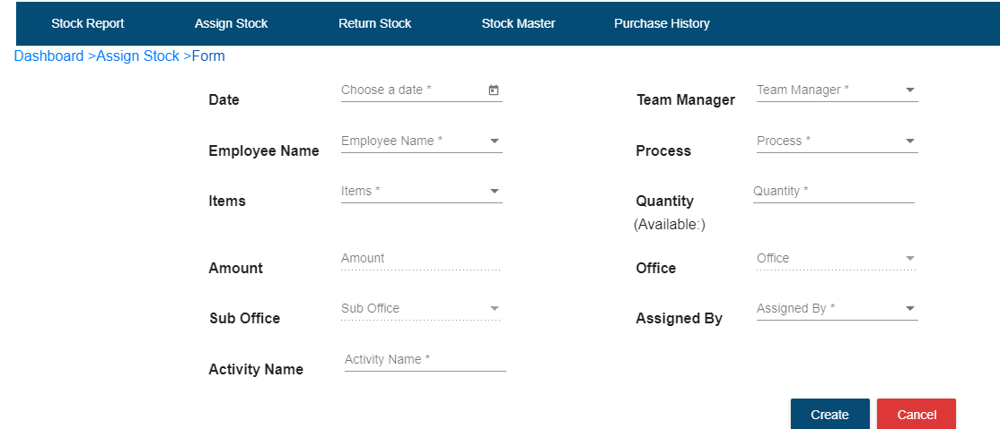 Stock Report Assign Stock Return Stock Stock Master Purchase History
Dashboard >Assign Stock >Form
Date Choose a date * Team Manager Team Manager *
Employee Name Employee Name * Process Process *
Items Items * Quantity Quantity *
(Available:)
Amount Amount Office Office
Sub Office Sub Office Assigned By Assigned By *
Activity Name Activity Name *
Create Cancel